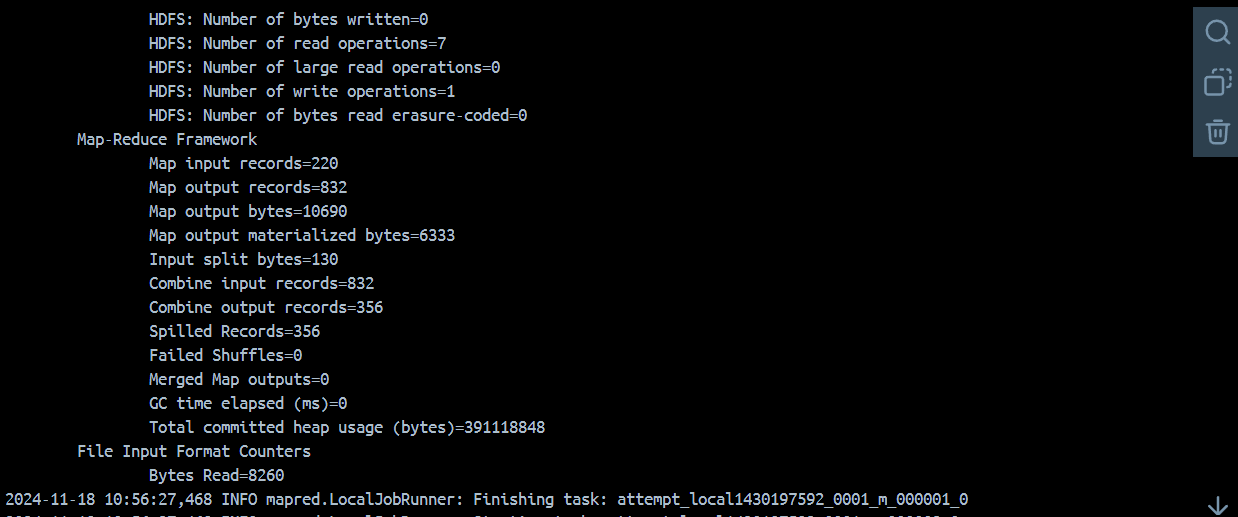 HDFS: Number of bytes written=0
HDFS: Number of read operations=7
HDFS: Number of large read operations=0
HDFS: Number of write operations=1
HDFS: Number of bytes read erasure-coded=0
Map-Reduce Framework
Map input records=220
Map output records=832
Map output bytes=10690
Map output materialized bytes=6333
Input split bytes=130
Combine input records=832
Combine output records=356
Spilled Records=356
Failed Shuffles=0
Merged Map outputs=0
GC time elapsed (ms)=0
Total committed heap usage (bytes)=391118848
File Input Format Counters
Bytes Read=8260
2024-11-18 10:56:27,468 INFO mapred.LocalJobRunner: Finishing task: attempt_local1430197592_0001_m_000001_0